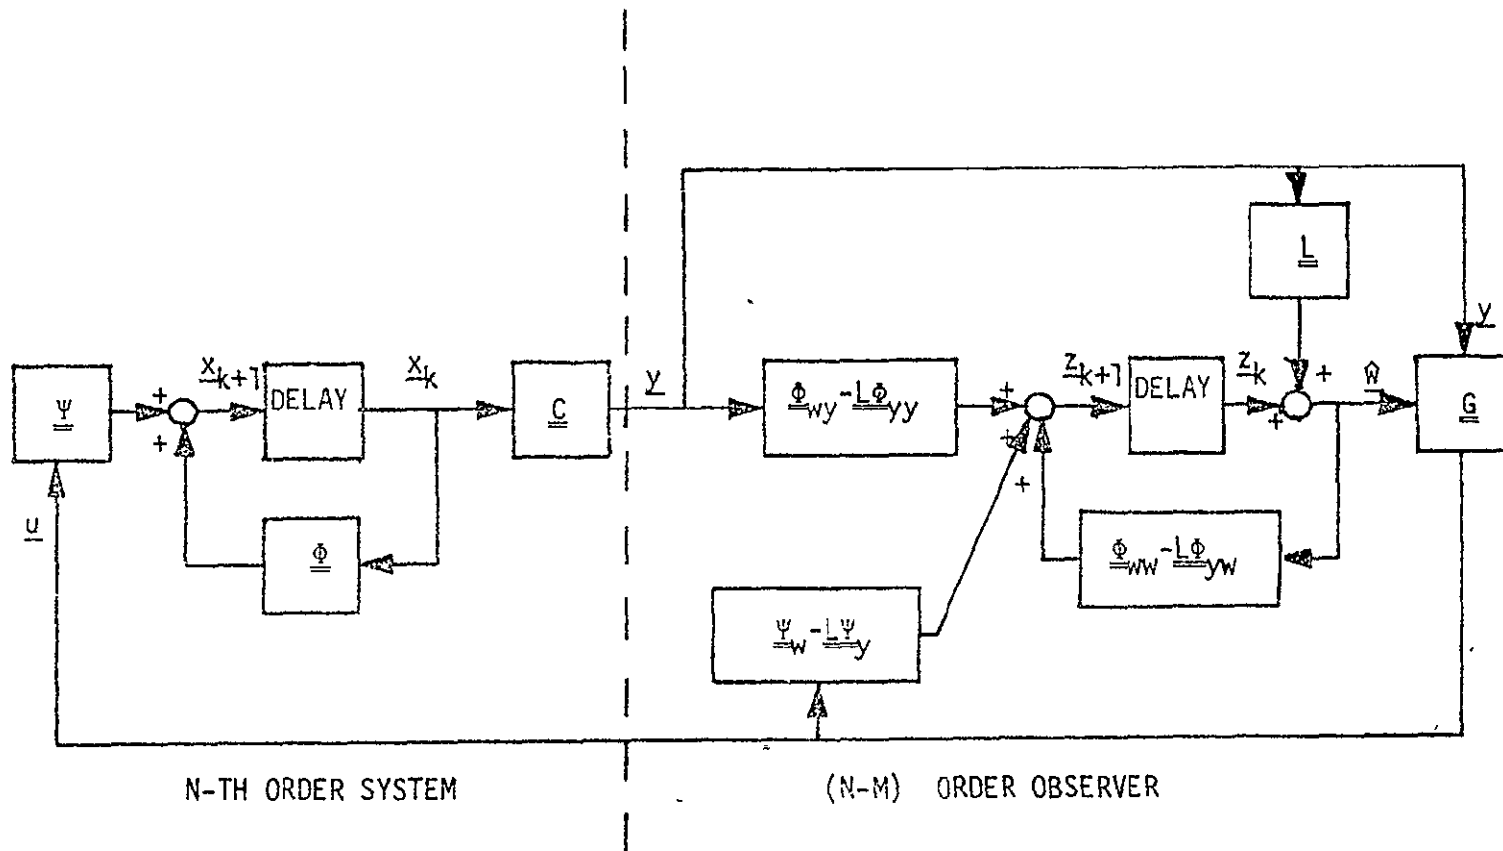 Ψ
+
+
x_k+1
DELAY
x_k
C
Φ
u
y
Φ_wy - LΦ_yy
+
+
+
z_k+1
DELAY
z_k
L
+
+
ŵ
y
G
Φ_ww - LΦ_yw
Ψ_w - LΨ_y
N-TH ORDER SYSTEM
(N-M) ORDER OBSERVER